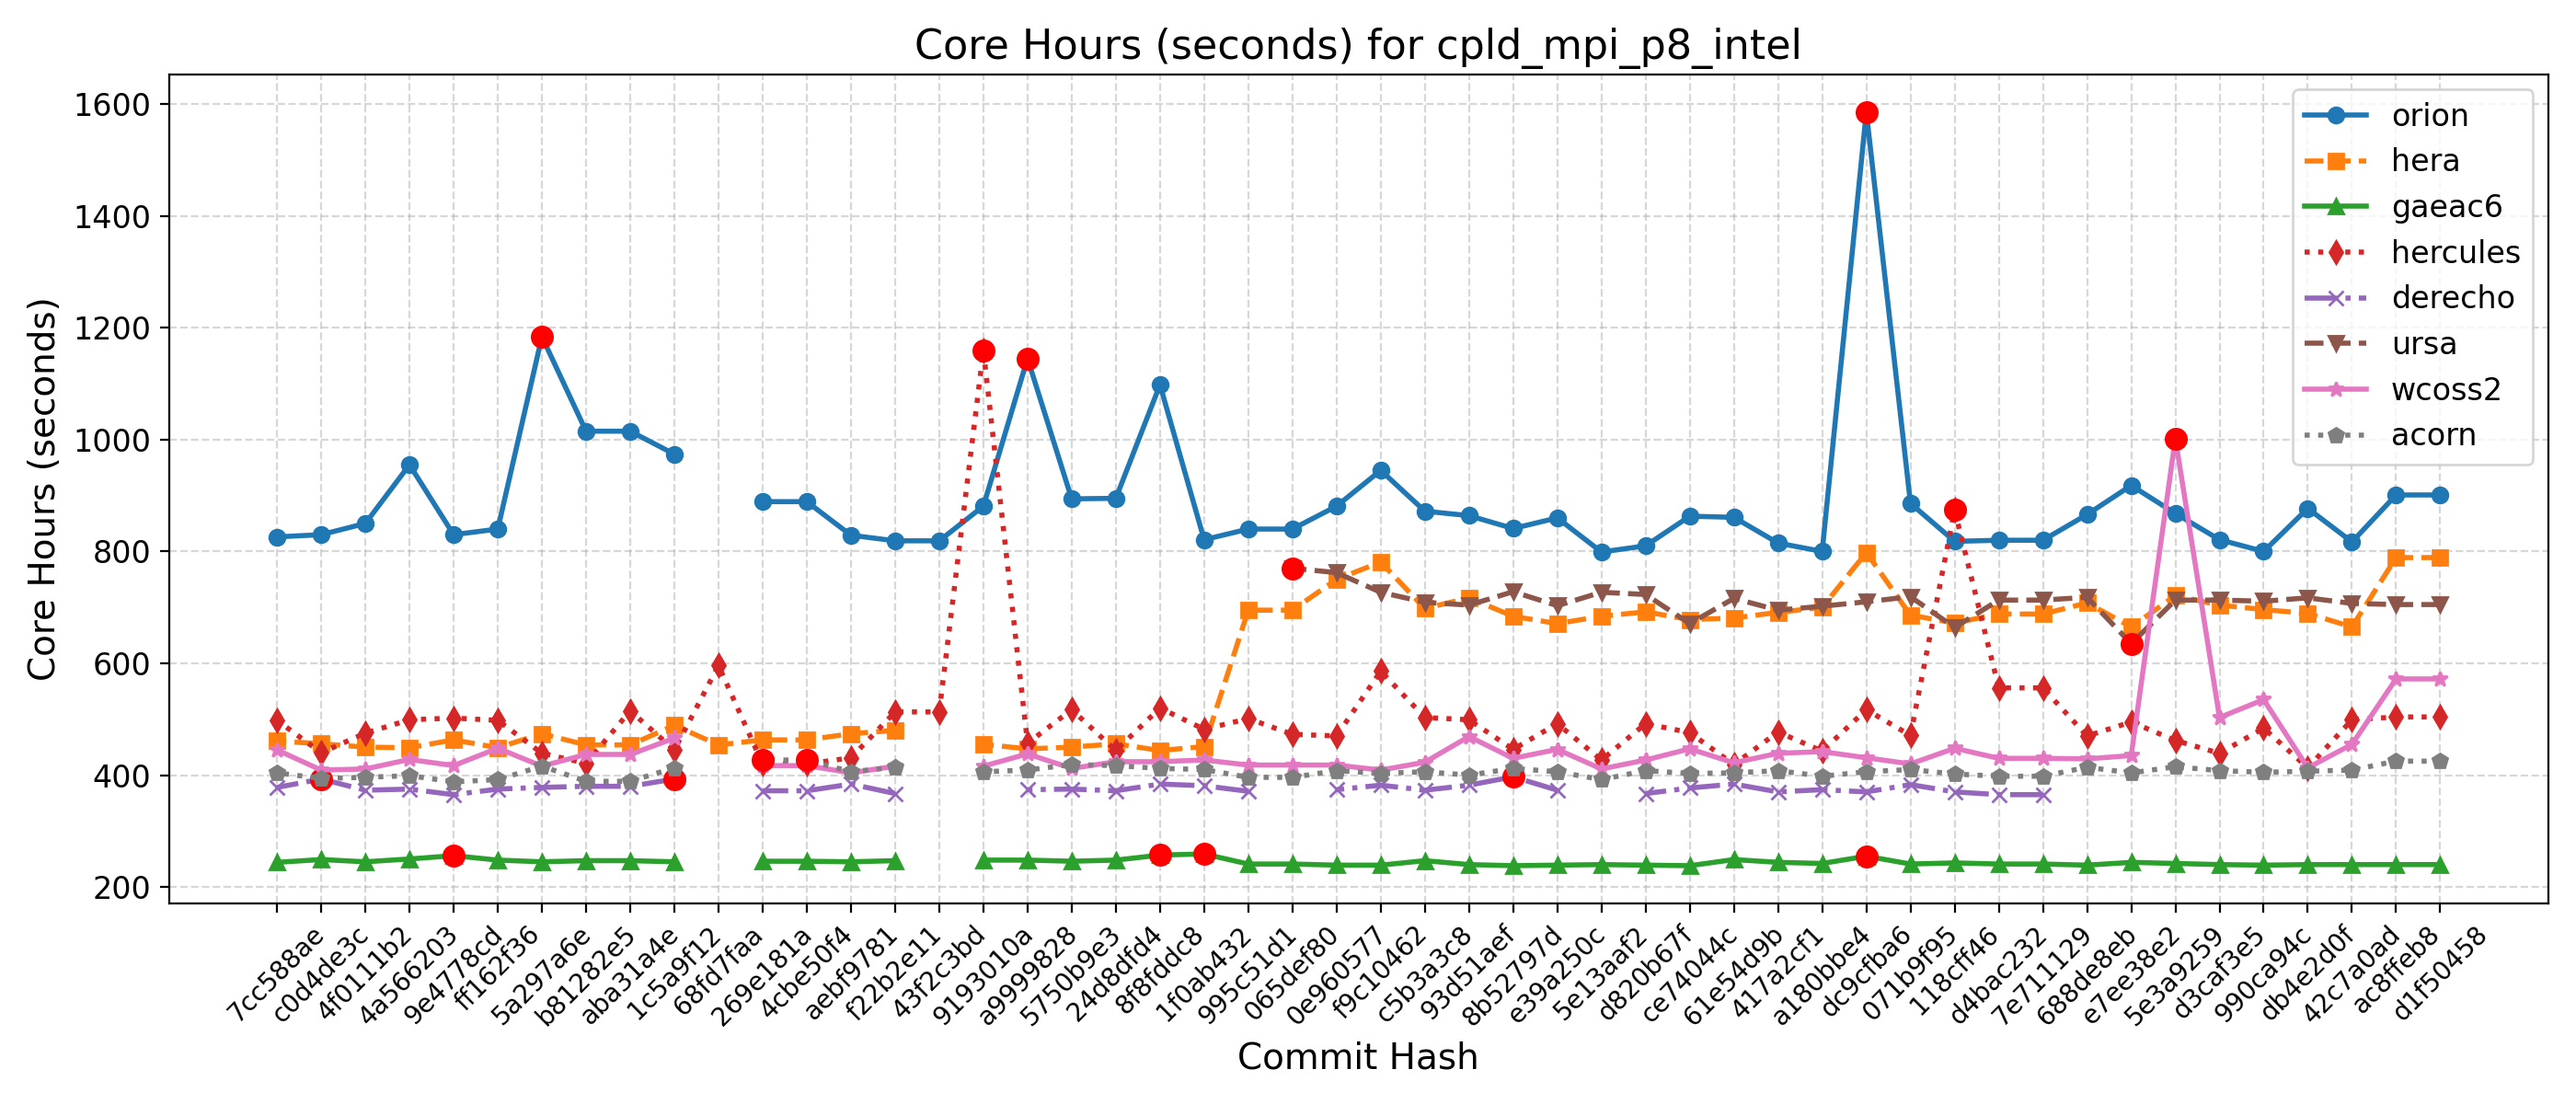 Core Hours (seconds) for cpld_mpi_p8_intel
Core Hours (seconds)
1600
1400
1200
1000
800
600
400
200
orion
hera
gaeac6
hercules
derecho
ursa
wcoss2
acorn
7cc588ae
c0d4de3c
4f0111b2
4a566203
9e4778cd
ff162f36
5a297a6e
b81282e5
aba31a4e
1c5a9f12
68fd7faa
269e181a
4cbe50f4
aebf9781
f22b2e11
43f2c3bd
9193010a
a9999828
5750b9e3
24d8dfd4
8f8fddc8
1f0ab432
995c51d1
065def80
0e960577
f9c10462
c5b3a3c8
93d51aef
8b52797d
e39a250c
5e13aaf2
d820b67f
ce74044c
61e54d9b
417a2cf1
a180bbe4
dc9cfba6
071b9f95
118cff46
d4bac232
7e711129
688de8eb
e7ee38e2
5e3a9259
d3caf3e5
990ca94c
db4e2d0f
42c7a0ad
ac8ffeb8
d1f50458
Commit Hash